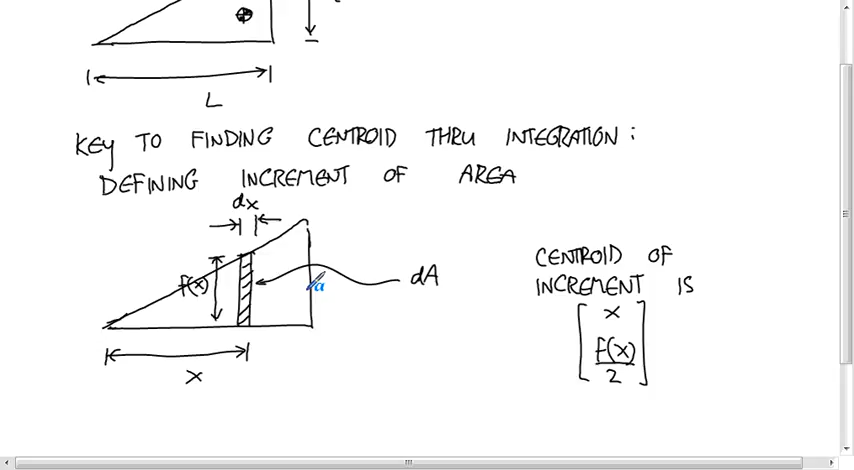 L
KEY TO FINDING CENTROID THRU INTEGRATION:
DEFINING INCREMENT OF AREA
dx
f(x)
dA
x
CENTROID OF
INCREMENT IS
x
f(x)
2